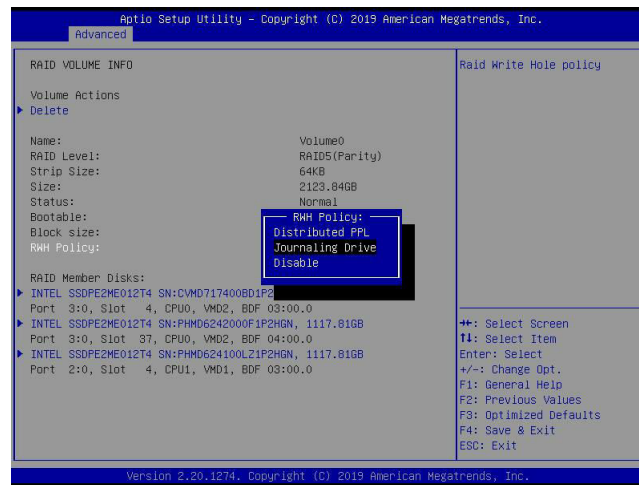 Aptio Setup Utility – Copyright (C) 2019 American Megatrends, Inc.
Advanced
RAID VOLUME INFO
Volume Actions
Delete
Name: Volume0
RAID Level: RAID5(Parity)
Strip Size: 64KB
Size: 2123.84GB
Status: Normal
Bootable:
Block size:
RWH Policy:
RWH Policy:
Distributed PPL
Journaling Drive
Disable
RAID Member Disks:
INTEL SSDPE2ME012T4 SN:CVMD717400BD1P2
Port 3:0, Slot 4, CPU0, VMD2, BDF 03:00.0
INTEL SSDPE2ME012T4 SN:PHMD6242000F1P2HGN, 1117.81GB
Port 3:0, Slot 37, CPU0, VMD2, BDF 04:00.0
INTEL SSDPE2ME012T4 SN:PHMD624100LZ1P2HGN, 1117.81GB
Port 2:0, Slot 4, CPU1, VMD1, BDF 03:00.0
Raid Write Hole policy
→←: Select Screen
↑↓: Select Item
Enter: Select
+/-: Change Opt.
F1: General Help
F2: Previous Values
F3: Optimized Defaults
F4: Save & Exit
ESC: Exit
Version 2.20.1274. Copyright (C) 2019 American Megatrends, Inc.